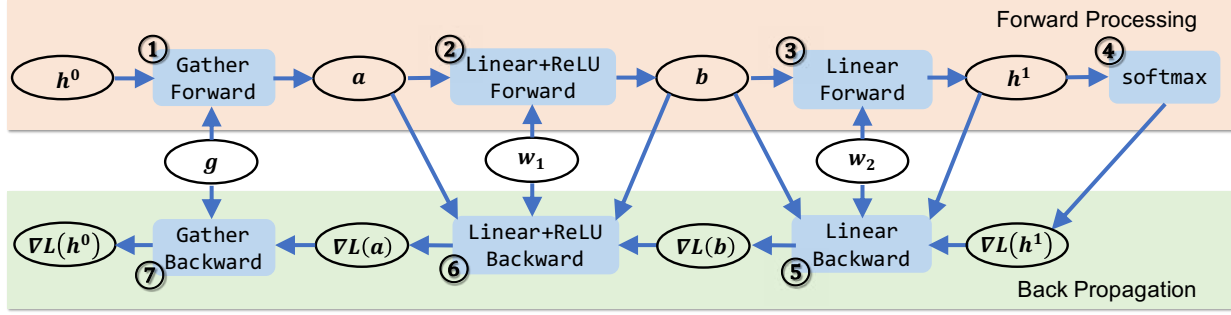 Forward Processing
① ② ③ ④
h⁰ Gather Forward a Linear+ReLU Forward b Linear Forward h¹ softmax
g w₁ w₂
∇L(h⁰) Gather Backward ∇L(a) Linear+ReLU Backward ∇L(b) Linear Backward ∇L(h¹)
⑦ ⑥ ⑤
Back Propagation